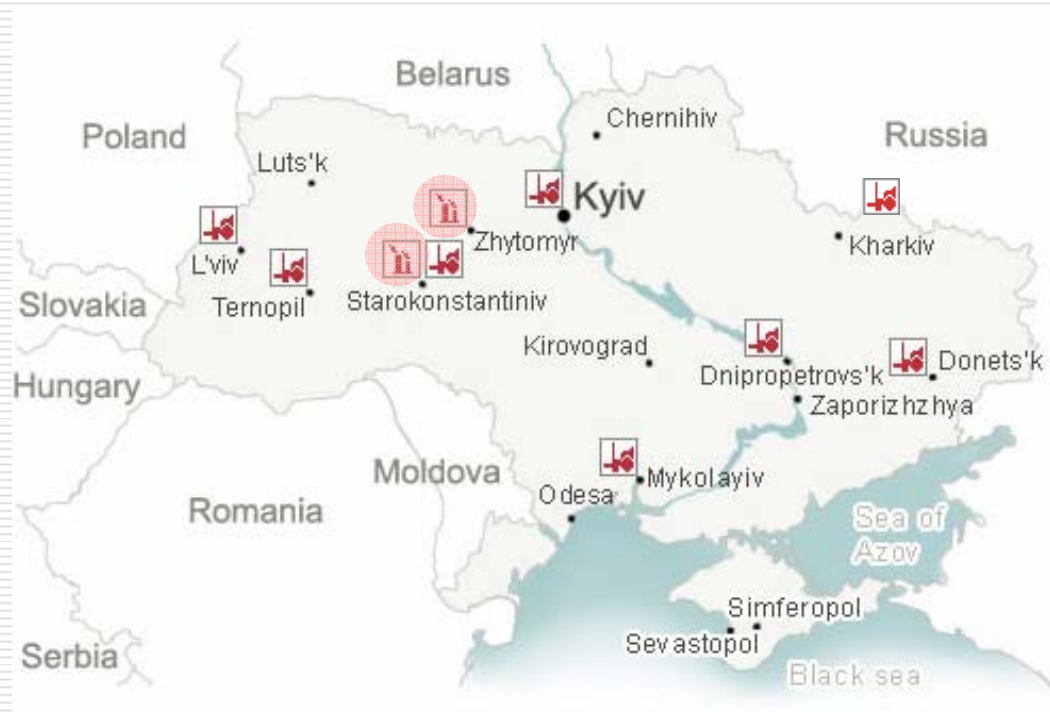 Belarus
Chernihiv
Poland
Russia
Luts'k
Kyiv
Zhytomyr
Kharkiv
L'viv
Ternopil
Starokonstantiniv
Slovakia
Kirovograd
Donets'k
Dnipropetrovs'k
Hungary
Zaporizhzhya
Moldova
Mykolayiv
Odesa
Romania
Sea of
Azov
Simferopol
Sevastopol
Serbia
Black sea